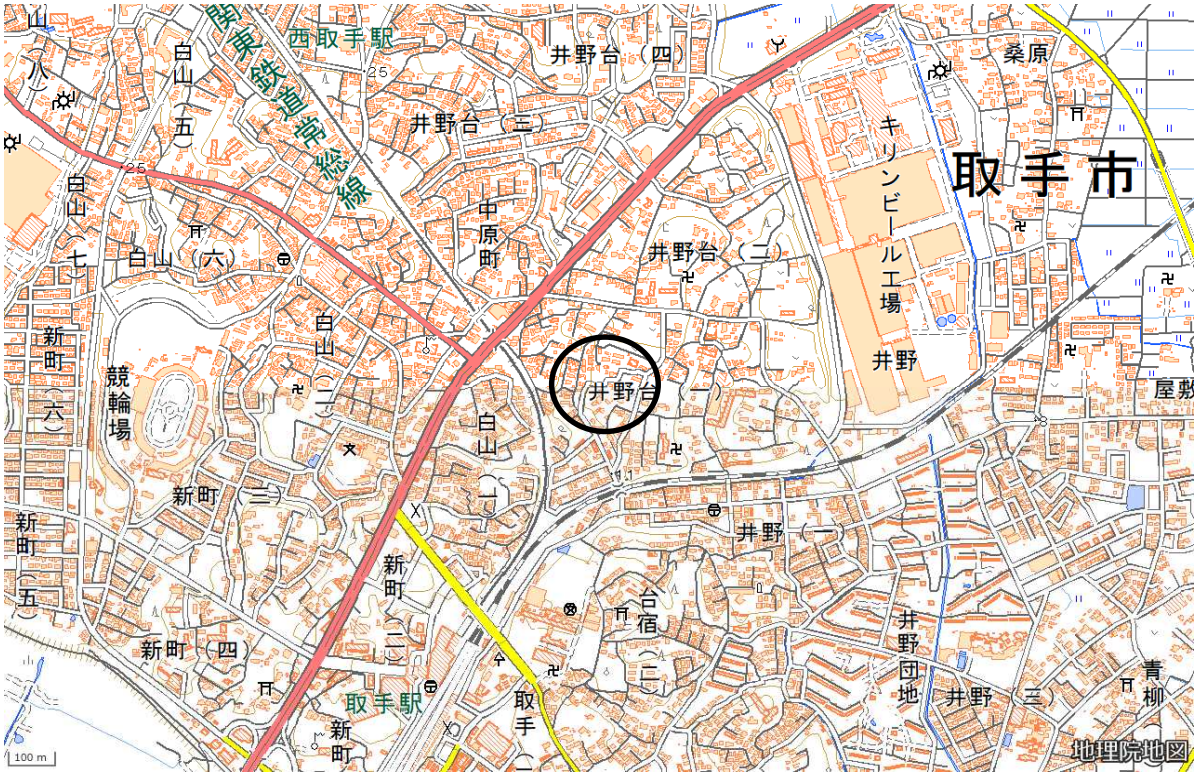 山(八)
白山(五)
関東鉄道常総線
西取手駅
25
井野台(四)
桑原
井野台(三)
キリンビール工場
取手市
25
白山(七)
白山(六)
中原町
井野台(二)
新町(六)
競輪場
白山(二)
井野台(一)
井野
屋敷
白山(一)
11
新町(三)
新町(五)
井野(一)
新町(二)
台宿(二)
井野団地
新町(四)
取手駅
新町
取手
井野(三)
青柳
100 m
地理院地図